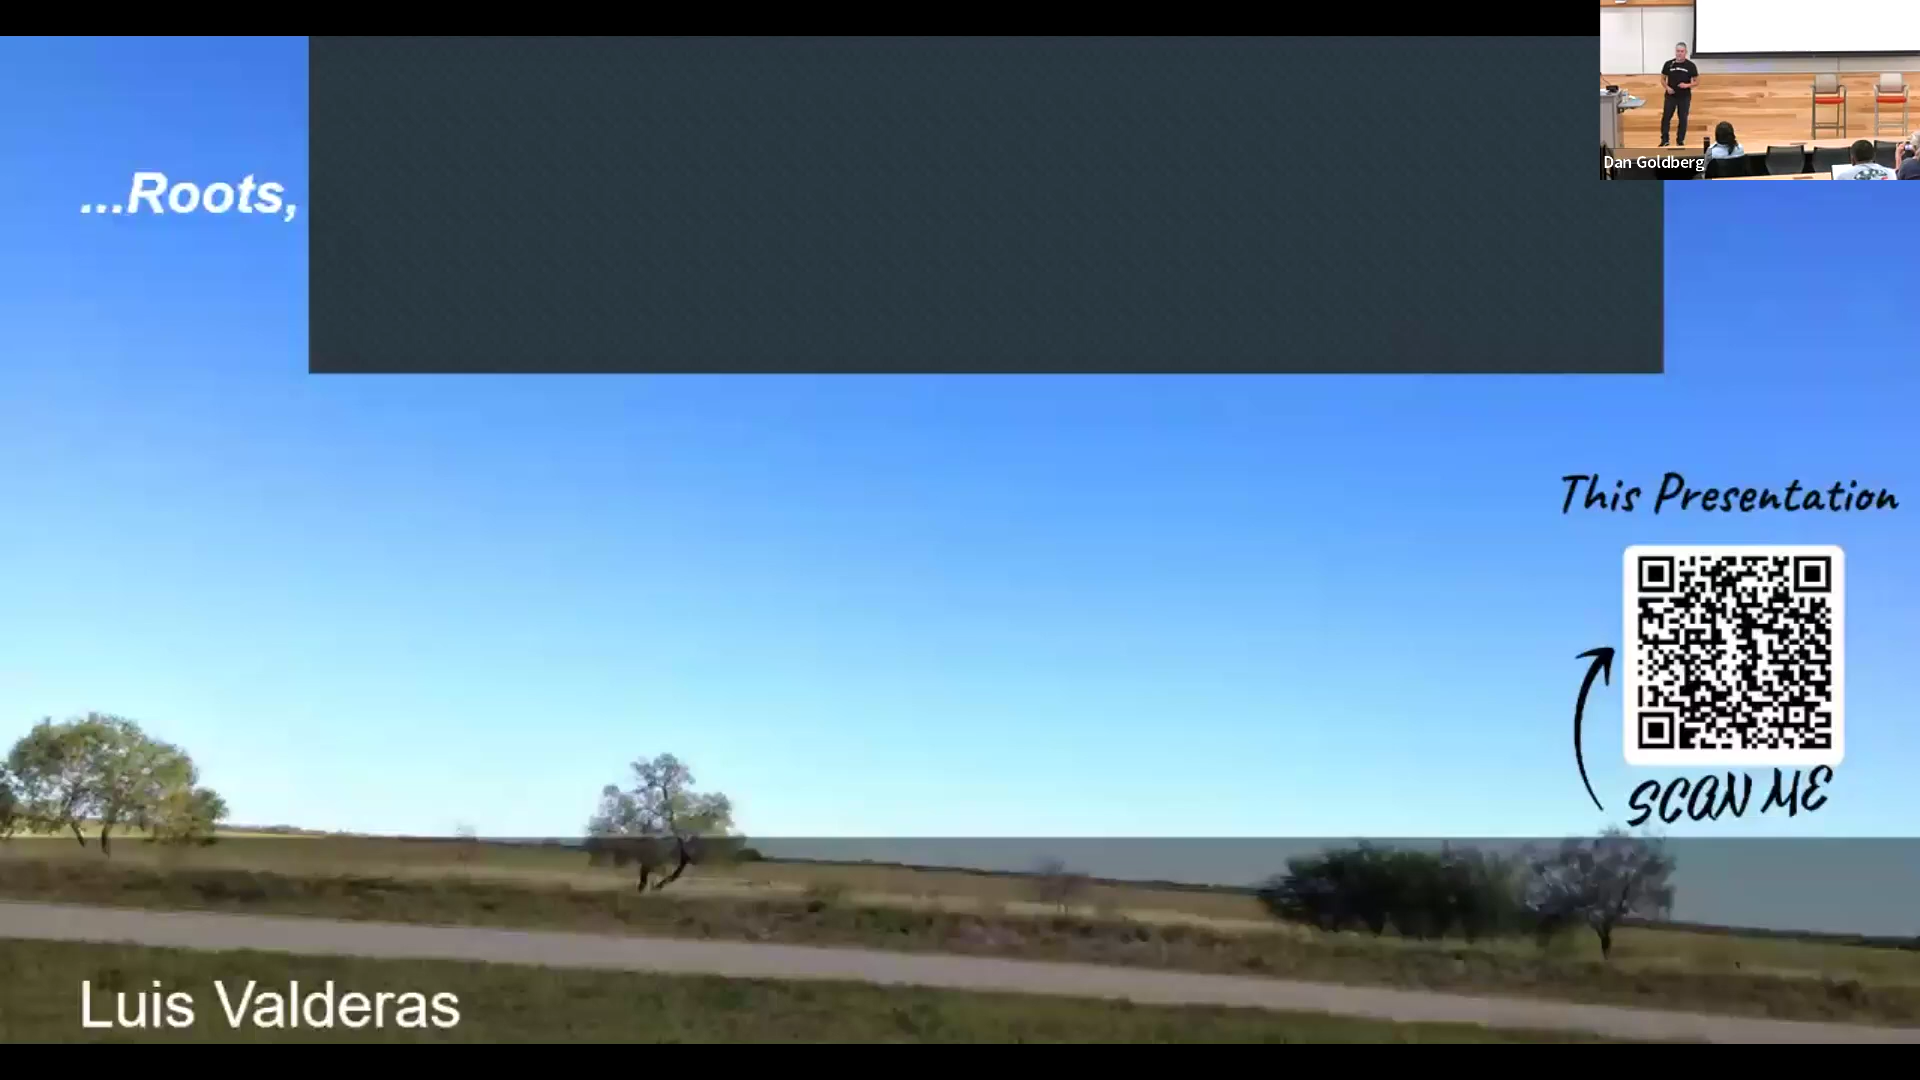 ...Roots,
Dan Goldberg
This Presentation
SCAN ME
Luis Valderas